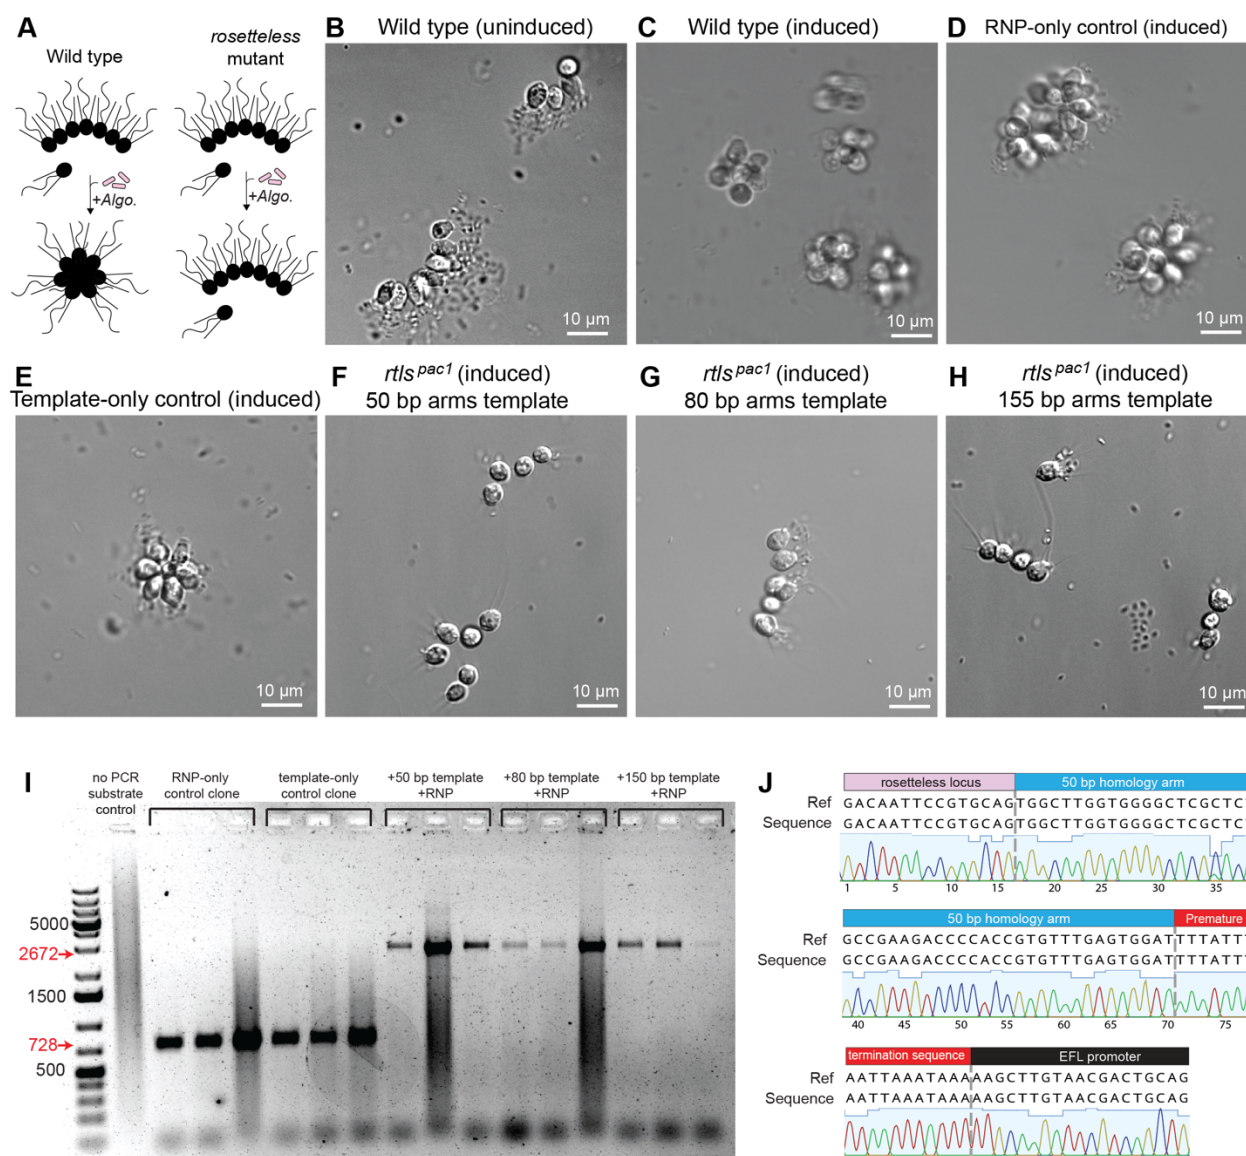 A
Wild type
rosetteless
mutant
+Algo.
+Algo.
B
Wild type (uninduced)
10 µm
C
Wild type (induced)
10 µm
D
RNP-only control (induced)
10 µm
E
Template-only control (induced)
10 µm
F
rtls pac1 (induced)
50 bp arms template
10 µm
G
rtls pac1 (induced)
80 bp arms template
10 µm
H
rtls pac1 (induced)
155 bp arms template
10 µm
I
no PCR
substrate
control
RNP-only
control clone
template-only
control clone
+50 bp template
+RNP
+80 bp template
+RNP
+150 bp template
+RNP
5000
2672
1500
728
500
J
rosetteless locus
50 bp homology arm
Ref
GACAATTCCGTGCAGTGGCTTGGTGGGGCTCGCTC
Sequence
GACAATTCCGTGCAGTGGCTTGGTGGGGCTCGCTC
1 5 10 15 20 25 30 35
50 bp homology arm
Premature
Ref
GCCGAAGACCCCACCGTGTTTGAGTGGATTTTATT
Sequence
GCCGAAGACCCCACCGTGTTTGAGTGGATTTTATT
40 45 50 55 60 65 70 75
termination sequence
EFL promoter
Ref
AATTAAATAAAAAGCTTGTAACGACTGCAG
Sequence
AATTAAATAAAAAGCTTGTAACGACTGCAG